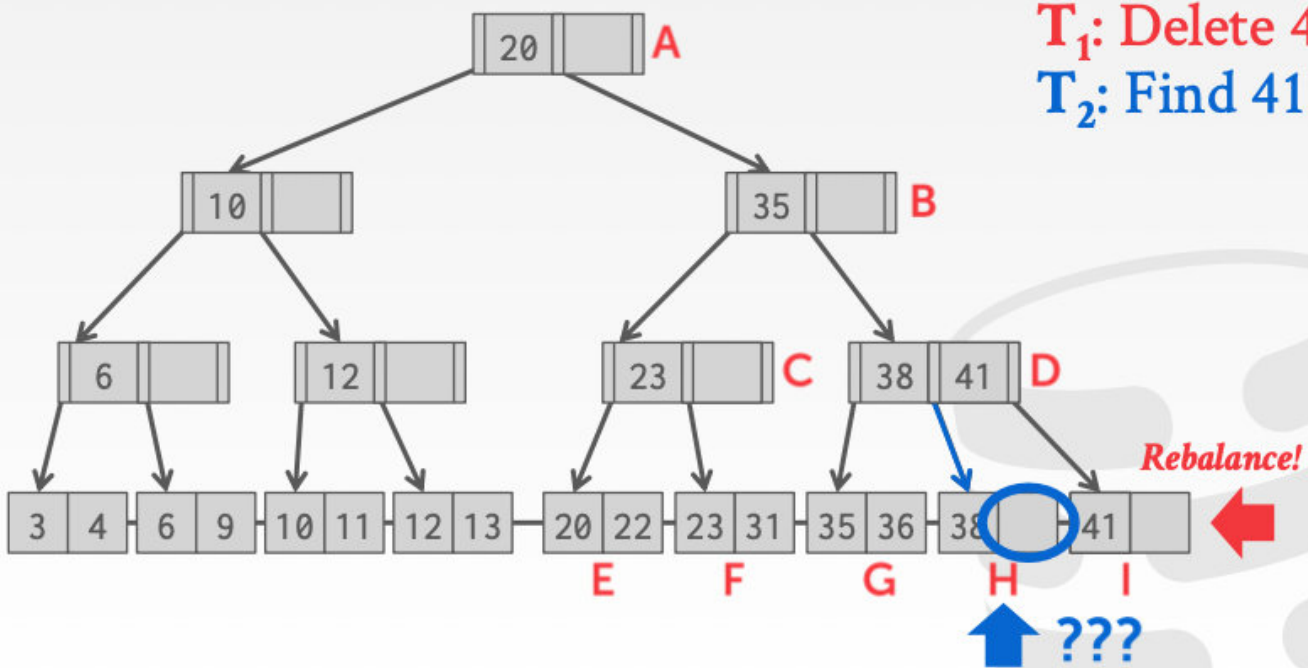 T₁: Delete 4
T₂: Find 41
20 A
10
35 B
6
12
23 C
38 41 D
Rebalance!
3 4 6 9 10 11 12 13 20 22 23 31 35 36 38 41
E F G H I
???